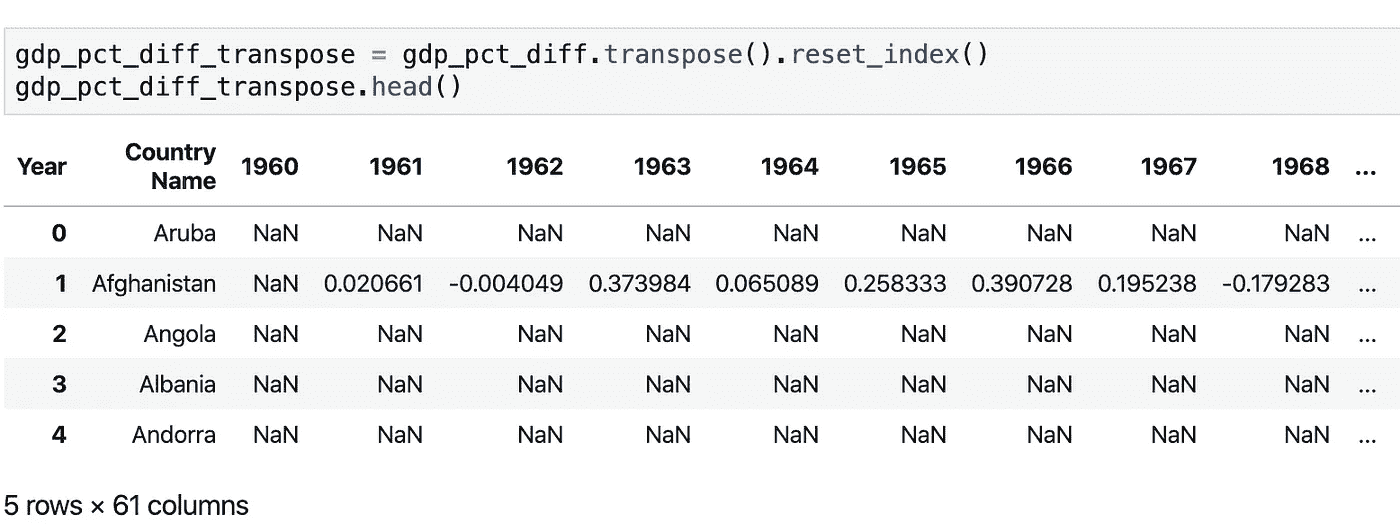 gdp_pct_diff_transpose = gdp_pct_diff.transpose().reset_index()
gdp_pct_diff_transpose.head()
Year Country Name 1960 1961 1962 1963 1964 1965 1966 1967 1968 ...
0 Aruba NaN NaN NaN NaN NaN NaN NaN NaN NaN ...
1 Afghanistan NaN 0.020661 -0.004049 0.373984 0.065089 0.258333 0.390728 0.195238 -0.179283 ...
2 Angola NaN NaN NaN NaN NaN NaN NaN NaN NaN ...
3 Albania NaN NaN NaN NaN NaN NaN NaN NaN NaN ...
4 Andorra NaN NaN NaN NaN NaN NaN NaN NaN NaN ...
5 rows × 61 columns